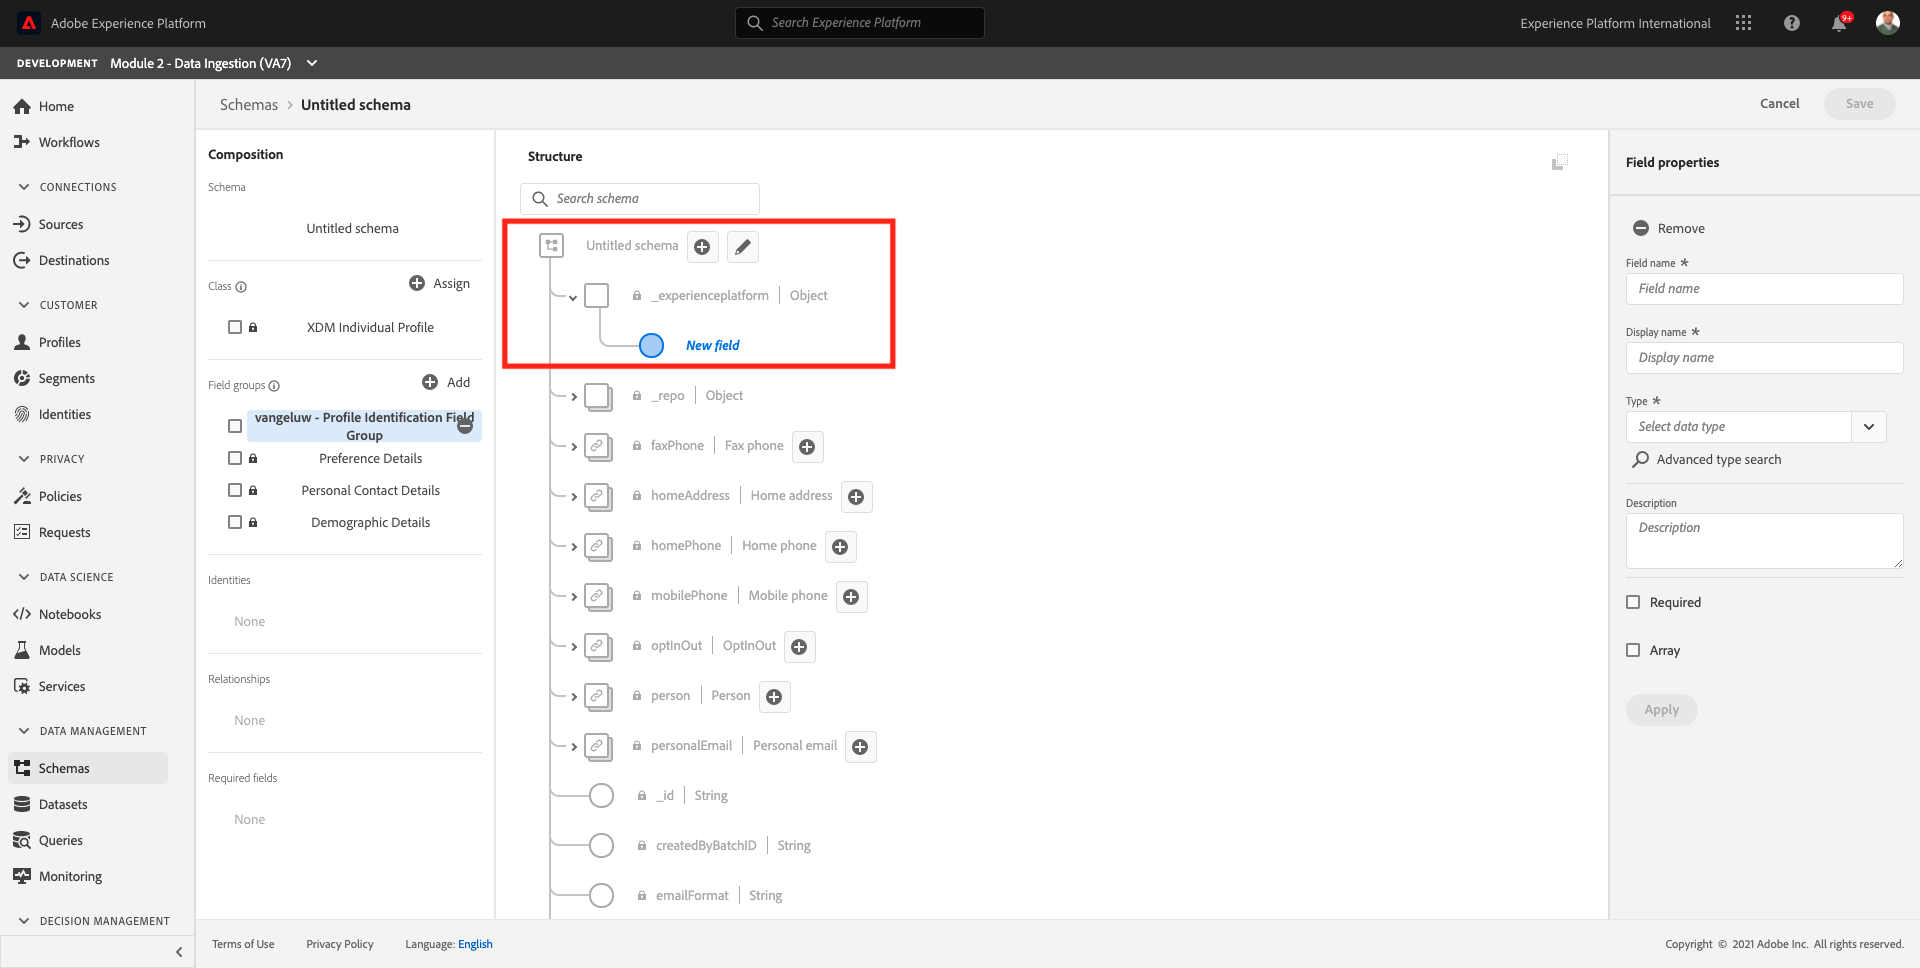 Adobe Experience Platform
Search Experience Platform
Experience Platform International
9+
DEVELOPMENT Module 2 - Data Ingestion (VA7)
Home
Workflows
CONNECTIONS
Sources
Destinations
CUSTOMER
Profiles
Segments
Identities
PRIVACY
Policies
Requests
DATA SCIENCE
Notebooks
Models
Services
DATA MANAGEMENT
Schemas
Datasets
Queries
Monitoring
DECISION MANAGEMENT
Schemas > Untitled schema
Cancel
Save
Composition
Schema
Untitled schema
Class
Assign
XDM Individual Profile
Field groups
Add
vangeluw - Profile Identification Field
Group
Preference Details
Personal Contact Details
Demographic Details
Identities
None
Relationships
None
Required fields
None
Structure
Search schema
Untitled schema
_experienceplatform | Object
New field
_repo | Object
faxPhone | Fax phone
homeAddress | Home address
homePhone | Home phone
mobilePhone | Mobile phone
optInOut | OptInOut
person | Person
personalEmail | Personal email
_id | String
createdByBatchID | String
emailFormat | String
Field properties
Remove
Field name *
Field name
Display name *
Display name
Type *
Select data type
Advanced type search
Description
Description
Required
Array
Apply
Terms of Use
Privacy Policy
Language: English
Copyright © 2021 Adobe Inc. All rights reserved.